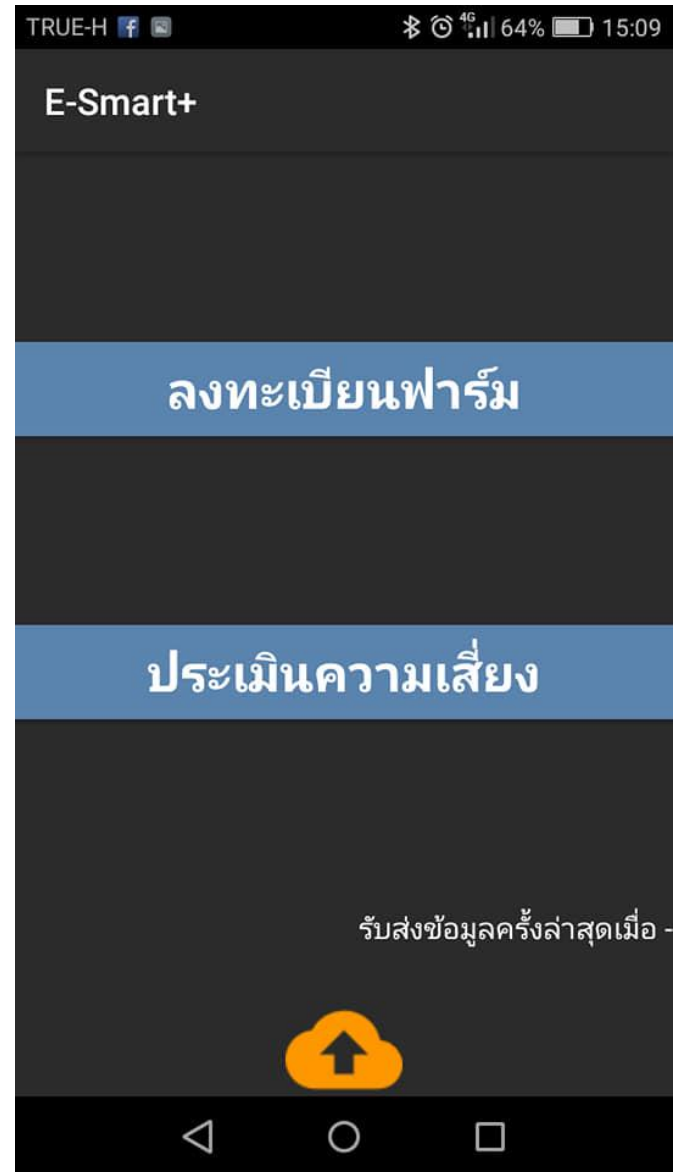 TRUE-H 4G 64% 15:09
E-Smart+
ลงทะเบียนฟาร์ม
ประเมินความเสี่ยง
รับส่งข้อมูลครั้งล่าสุดเมื่อ -